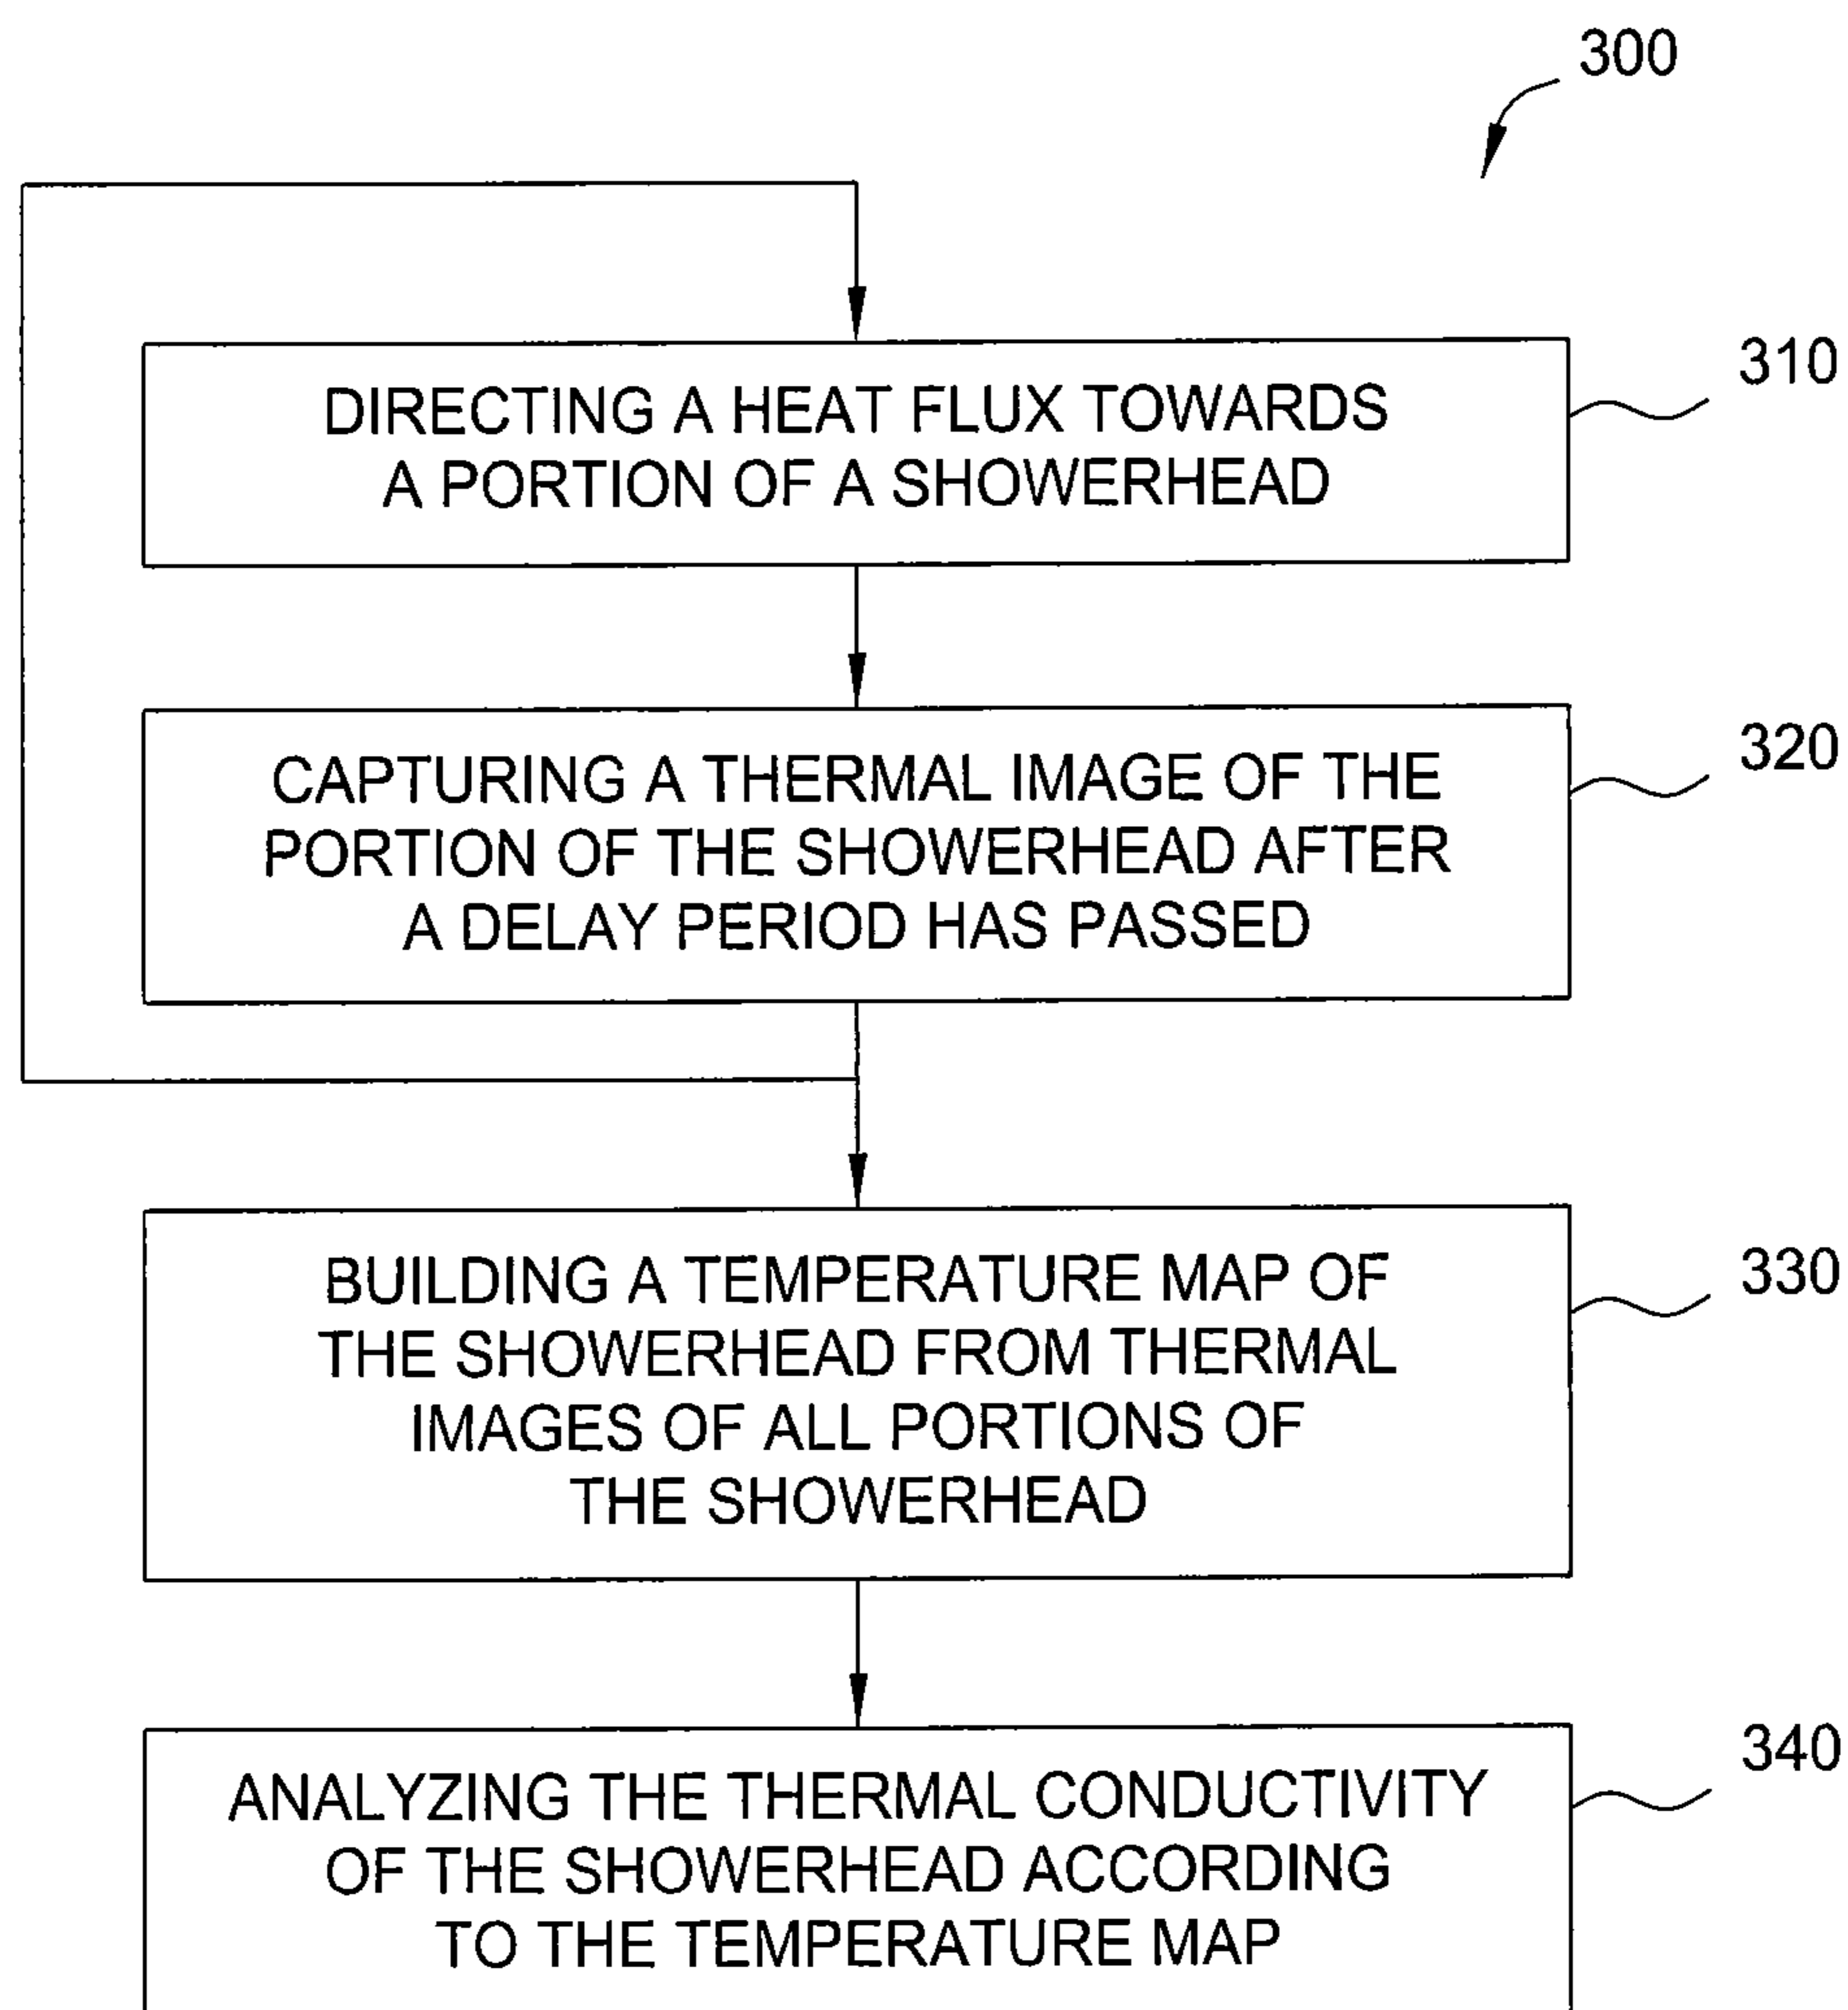 300
310
DIRECTING A HEAT FLUX TOWARDS
A PORTION OF A SHOWERHEAD
320
CAPTURING A THERMAL IMAGE OF THE
PORTION OF THE SHOWERHEAD AFTER
A DELAY PERIOD HAS PASSED
330
BUILDING A TEMPERATURE MAP OF
THE SHOWERHEAD FROM THERMAL
IMAGES OF ALL PORTIONS OF
THE SHOWERHEAD
340
ANALYZING THE THERMAL CONDUCTIVITY
OF THE SHOWERHEAD ACCORDING
TO THE TEMPERATURE MAP